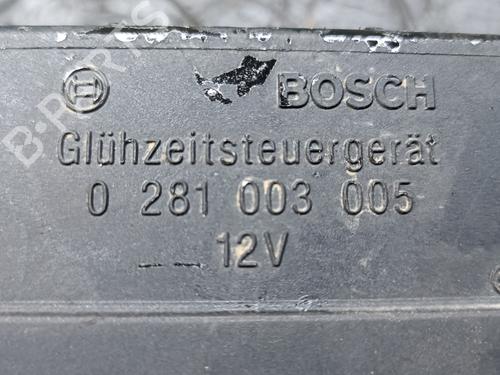 BOSCH
Glühzeitsteuergerät
0 281 003 005
12V
B-PARTS